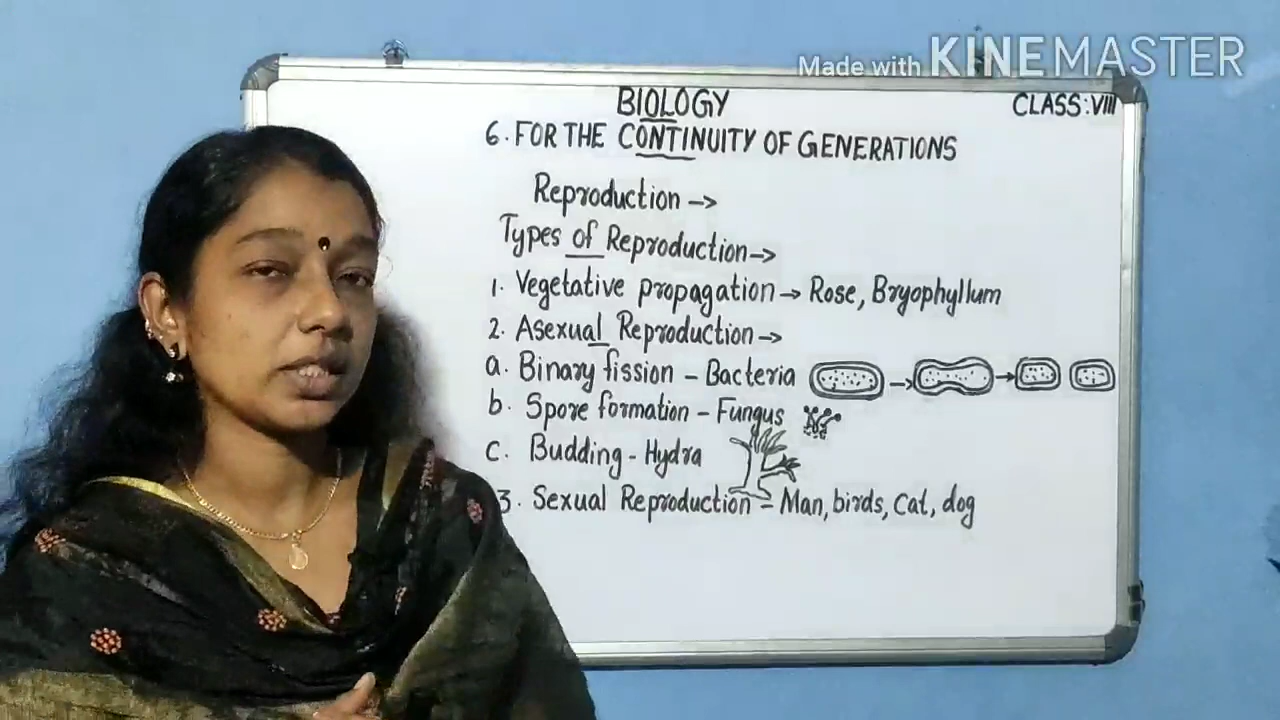 Made with KINEMASTER
BIOLOGY
CLASS: VIII
6. FOR THE CONTINUITY OF GENERATIONS
Reproduction →
Types of Reproduction →
1. Vegetative propagation → Rose, Bryophyllum
2. Asexual Reproduction →
a. Binary fission - Bacteria
b. Spore formation - Fungus
c. Budding - Hydra
3. Sexual Reproduction - Man, birds, Cat, dog